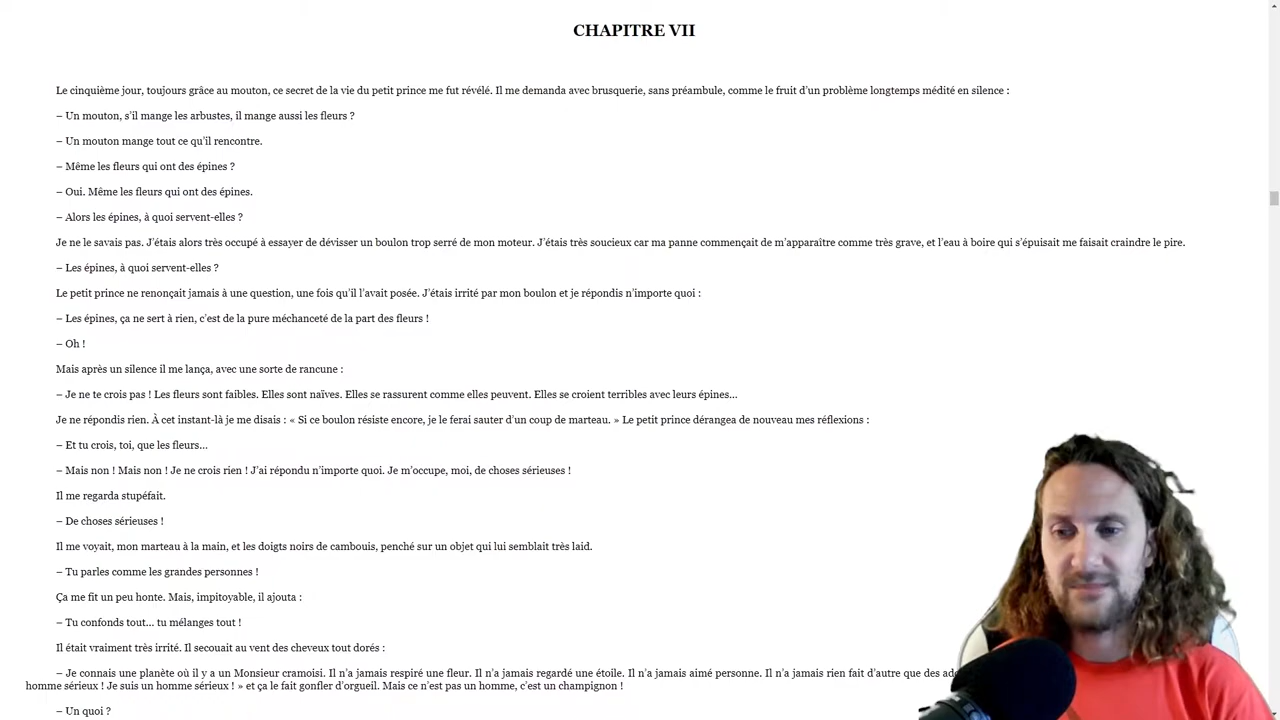 CHAPITRE VII
Le cinquième jour, toujours grâce au mouton, ce secret de la vie du petit prince me fut révélé. Il me demanda avec brusquerie, sans préambule, comme le fruit d’un problème longtemps médité en silence :
– Un mouton, s’il mange les arbustes, il mange aussi les fleurs ?
– Un mouton mange tout ce qu’il rencontre.
– Même les fleurs qui ont des épines ?
– Oui. Même les fleurs qui ont des épines.
– Alors les épines, à quoi servent-elles ?
Je ne le savais pas. J’étais alors très occupé à essayer de dévisser un boulon trop serré de mon moteur. J’étais très soucieux car ma panne commençait de m’apparaître comme très grave, et l’eau à boire qui s’épuisait me faisait craindre le pire.
– Les épines, à quoi servent-elles ?
Le petit prince ne renonçait jamais à une question, une fois qu’il l’avait posée. J’étais irrité par mon boulon et je répondis n’importe quoi :
– Les épines, ça ne sert à rien, c’est de la pure méchanceté de la part des fleurs !
– Oh !
Mais après un silence il me lança, avec une sorte de rancune :
– Je ne te crois pas ! Les fleurs sont faibles. Elles sont naïves. Elles se rassurent comme elles peuvent. Elles se croient terribles avec leurs épines…
Je ne répondis rien. À cet instant-là je me disais : « Si ce boulon résiste encore, je le ferai sauter d’un coup de marteau. » Le petit prince dérangea de nouveau mes réflexions :
– Et tu crois, toi, que les fleurs…
– Mais non ! Mais non ! Je ne crois rien ! J’ai répondu n’importe quoi. Je m’occupe, moi, de choses sérieuses !
Il me regarda stupéfait.
– De choses sérieuses !
Il me voyait, mon marteau à la main, et les doigts noirs de cambouis, penché sur un objet qui lui semblait très laid.
– Tu parles comme les grandes personnes !
Ça me fit un peu honte. Mais, impitoyable, il ajouta :
– Tu confonds tout… tu mélanges tout !
Il était vraiment très irrité. Il secouait au vent des cheveux tout dorés :
– Je connais une planète où il y a un Monsieur cramoisi. Il n’a jamais respiré une fleur. Il n’a jamais regardé une étoile. Il n’a jamais aimé personne. Il n’a jamais rien fait d’autre que des
homme sérieux ! Je suis un homme sérieux ! » et ça le fait gonfler d’orgueil. Mais ce n’est pas un homme, c’est un champignon !
– Un quoi ?